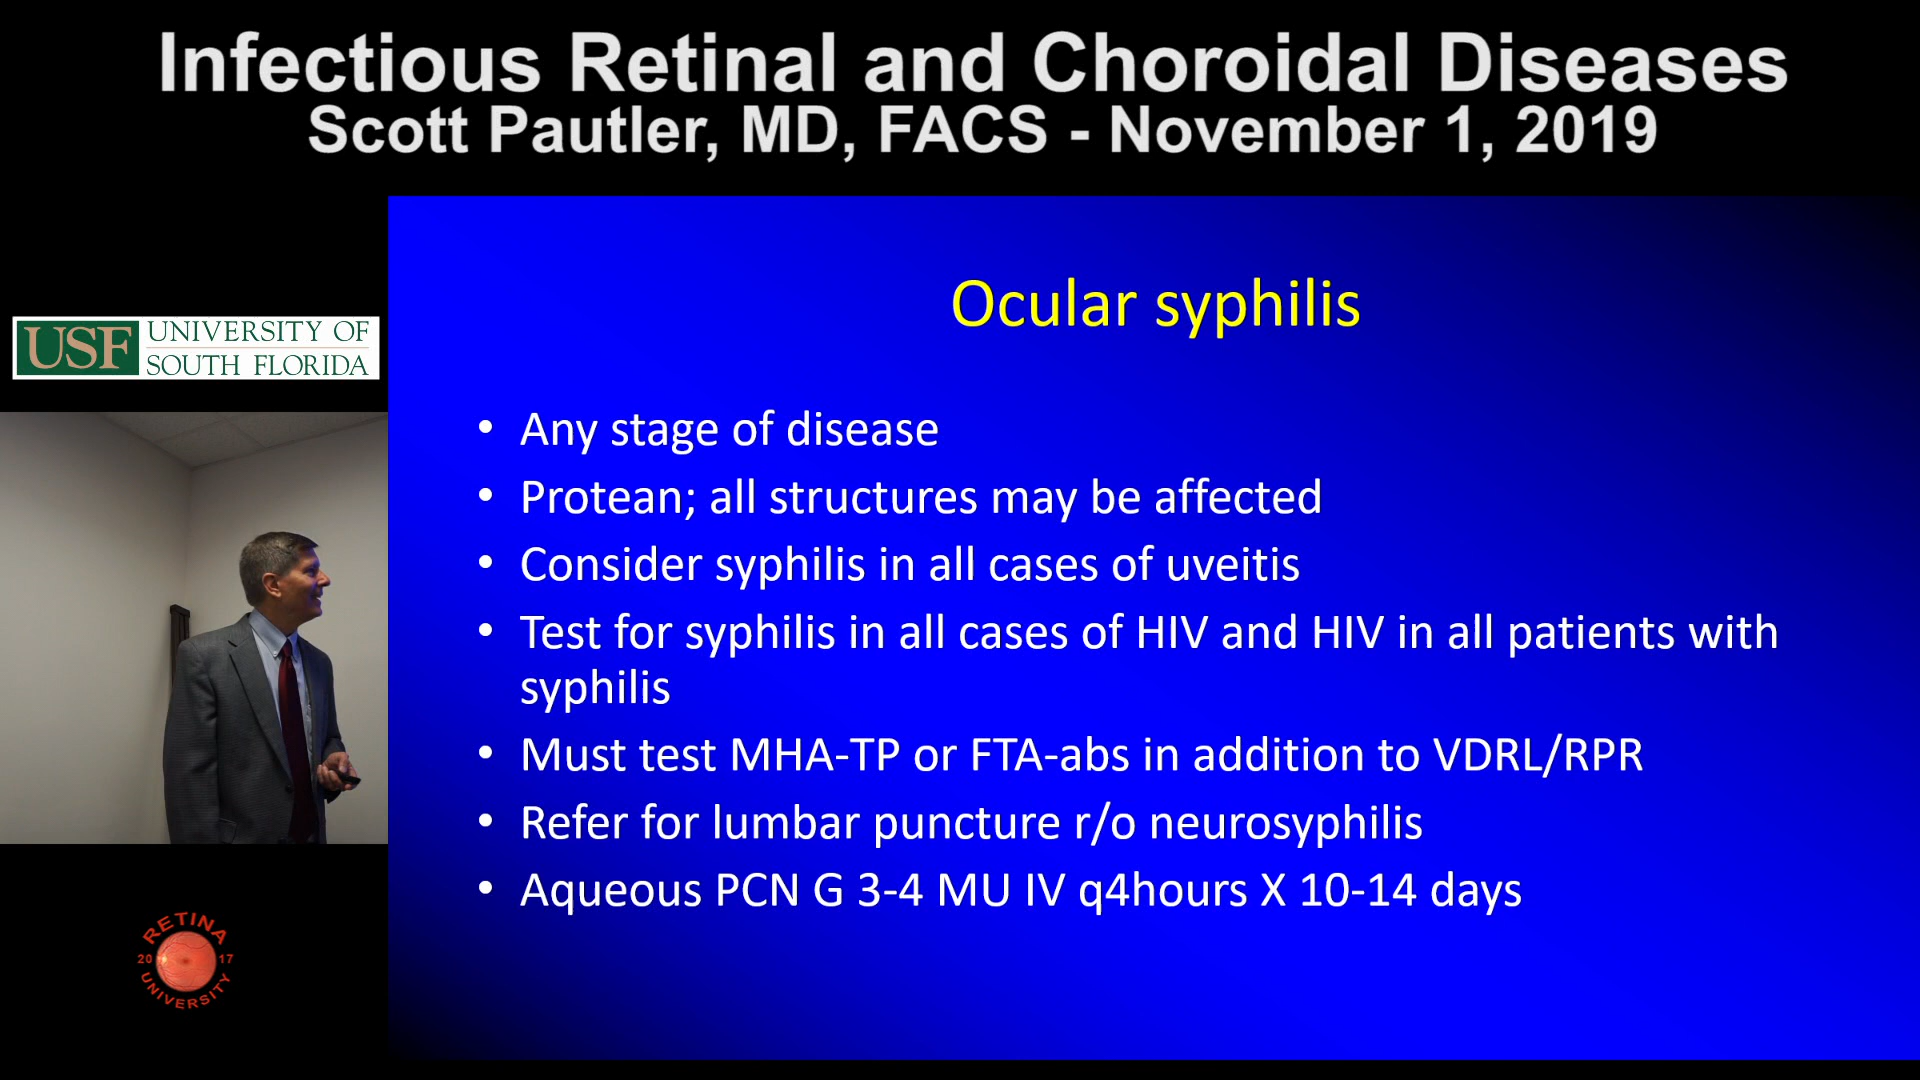 Infectious Retinal and Choroidal Diseases
Scott Pautler, MD, FACS - November 1, 2019
USF UNIVERSITY OF
SOUTH FLORIDA
Ocular syphilis
• Any stage of disease
• Protean; all structures may be affected
• Consider syphilis in all cases of uveitis
• Test for syphilis in all cases of HIV and HIV in all patients with
syphilis
• Must test MHA-TP or FTA-abs in addition to VDRL/RPR
• Refer for lumbar puncture r/o neurosyphilis
• Aqueous PCN G 3-4 MU IV q4hours X 10-14 days
RETINA
20 17
UNIVERSITY